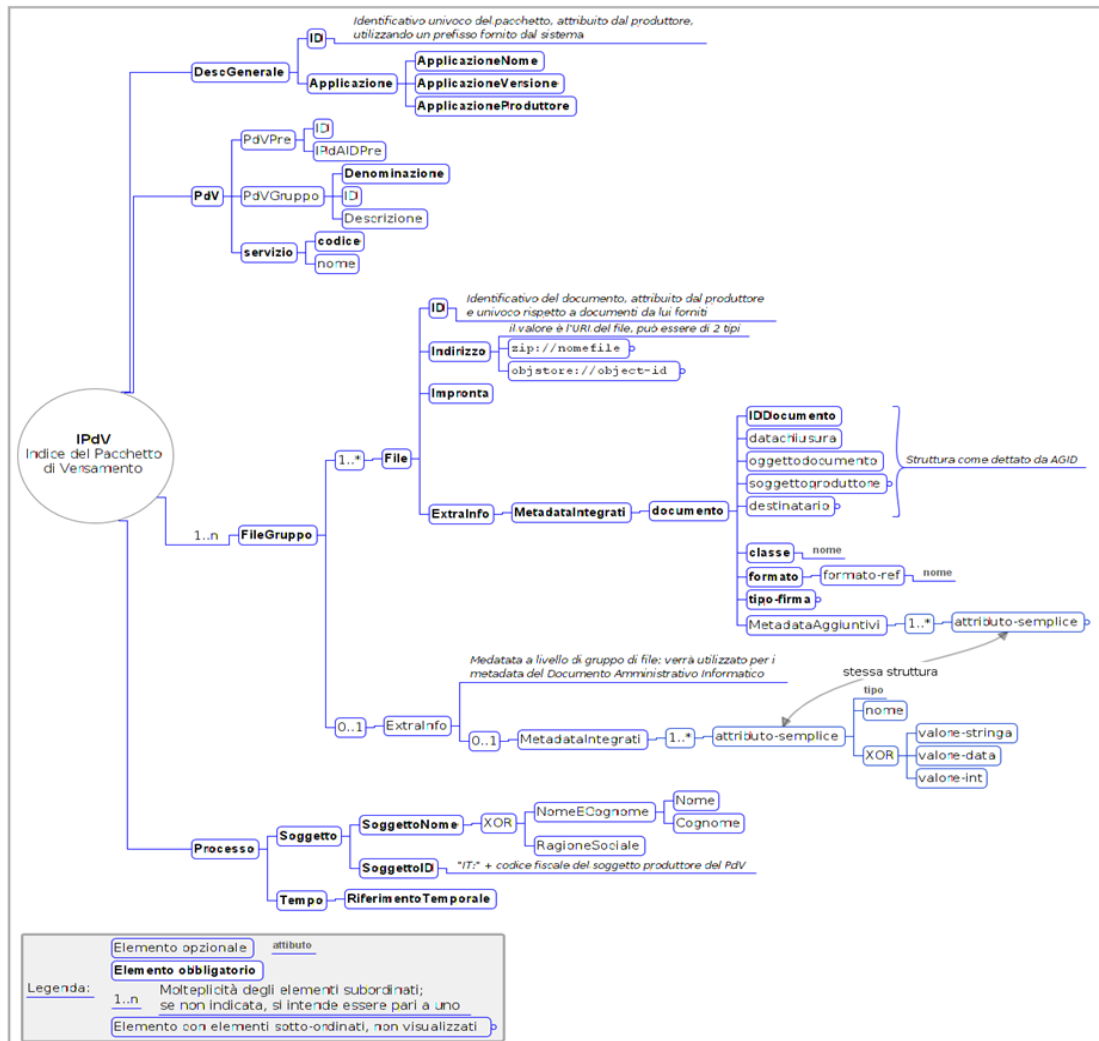 Identificativo univoco del pacchetto, attribuito dal produttore,
utilizzando un prefisso fornito dal sistema
ID
DescGenerale
Applicazione
ApplicazioneNome
ApplicazioneVersione
ApplicazioneProduttore
PdVPre
ID
IPdAIDPre
PdV
PdVGruppo
Denominazione
ID
Descrizione
servizio
codice
nome
ID
Identificativo del documento, attribuito dal produttore
e univoco rispetto a documenti da lui forniti
il valore è l'URI del file, può essere di 2 tipi
Indirizzo
zip://nomefile
objstore://object-id
Impronta
IPdV
Indice del Pacchetto
di Versamento
1..*
File
IDDocumento
datachiusura
oggettodocumento
soggettoproduttore
destinatario
Struttura come dettato da AGID
ExtraInfo
MetadataIntegrati
documento
1..n
FileGruppo
classe
nome
formato
formato-ref
nome
tipo-firma
MetadataAggiuntivi
1..*
attributo-semplice
Medatata a livello di gruppo di file: verrà utilizzato per i
metadata del Documento Amministrativo Informatico
stessa struttura
0..1
ExtraInfo
0..1
MetadataIntegrati
1..*
attributo-semplice
tipo
nome
XOR
valone-stringa
valone-data
valone-int
Processo
Soggetto
SoggettoNome
XOR
NomeECognome
Nome
Cognome
RagioneSociale
SoggettoID
"IT:" + codice fiscale del soggetto produttore del PdV
Tempo
RiferimentoTemporale
Legenda:
Elemento opzionale
attibuto
Elemento obbligatorio
1..n
Molteplicità degli elementi subordinati;
se non indicata, si intende essere pari a uno
Elemento con elementi sotto-ordinati, non visualizzati